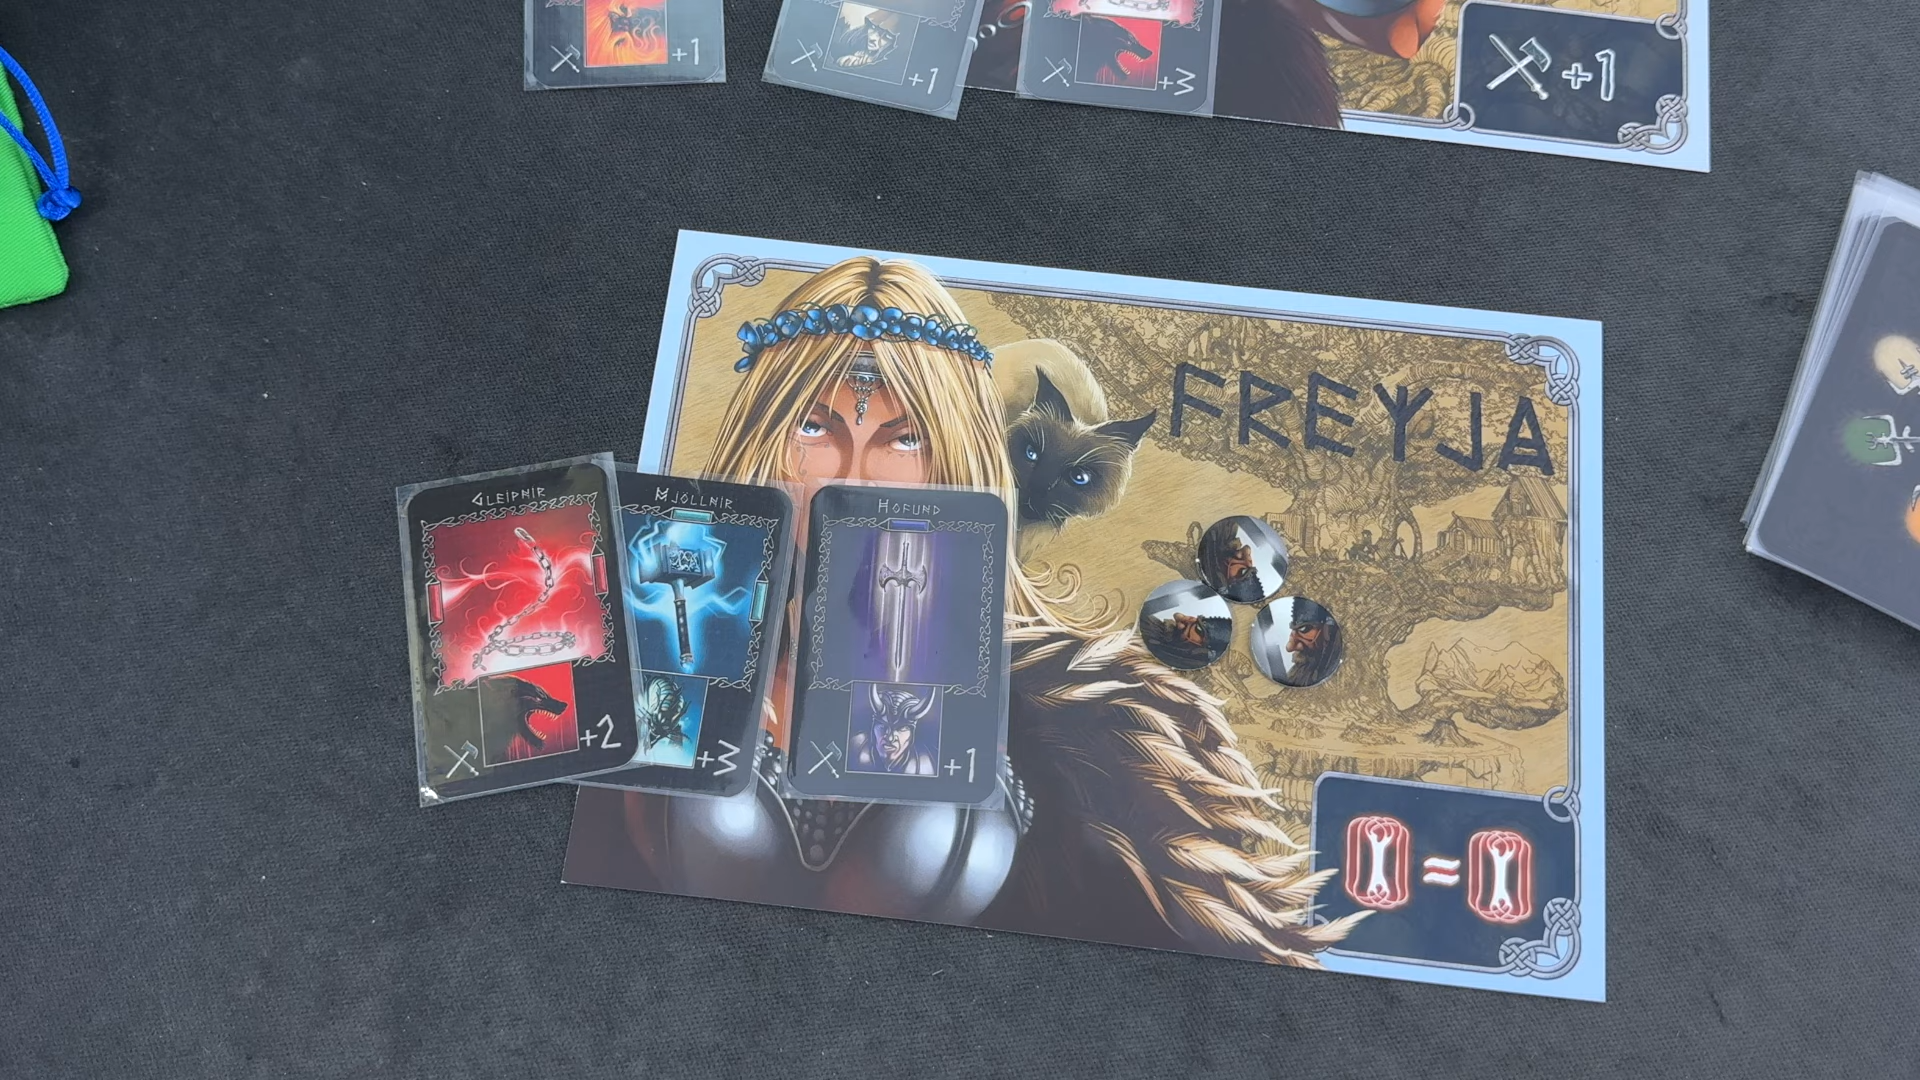 +1
+1
+3
+1
FREYJA
GLEIPNIR
MJÖLLNIR
HOFUND
+2
+3
+1
=